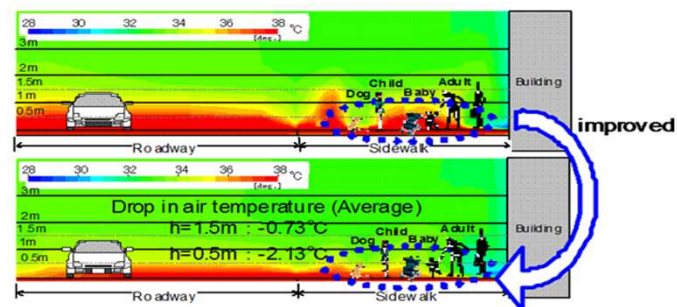 28 30 32 34 36 38 °C
[deg.]
3m
2m
1.5m
1m
0.5m
Child
Dog Baby Adult
Building
Roadway Sidewalk
improved
28 30 32 34 36 38 °C
[deg.]
3m
2m
1.5m
1m
0.5m
Drop in air temperature (Average)
h=1.5m : -0.73°C
h=0.5m : -2.13°C
Child
Dog Baby Adult
Building
Roadway Sidewalk